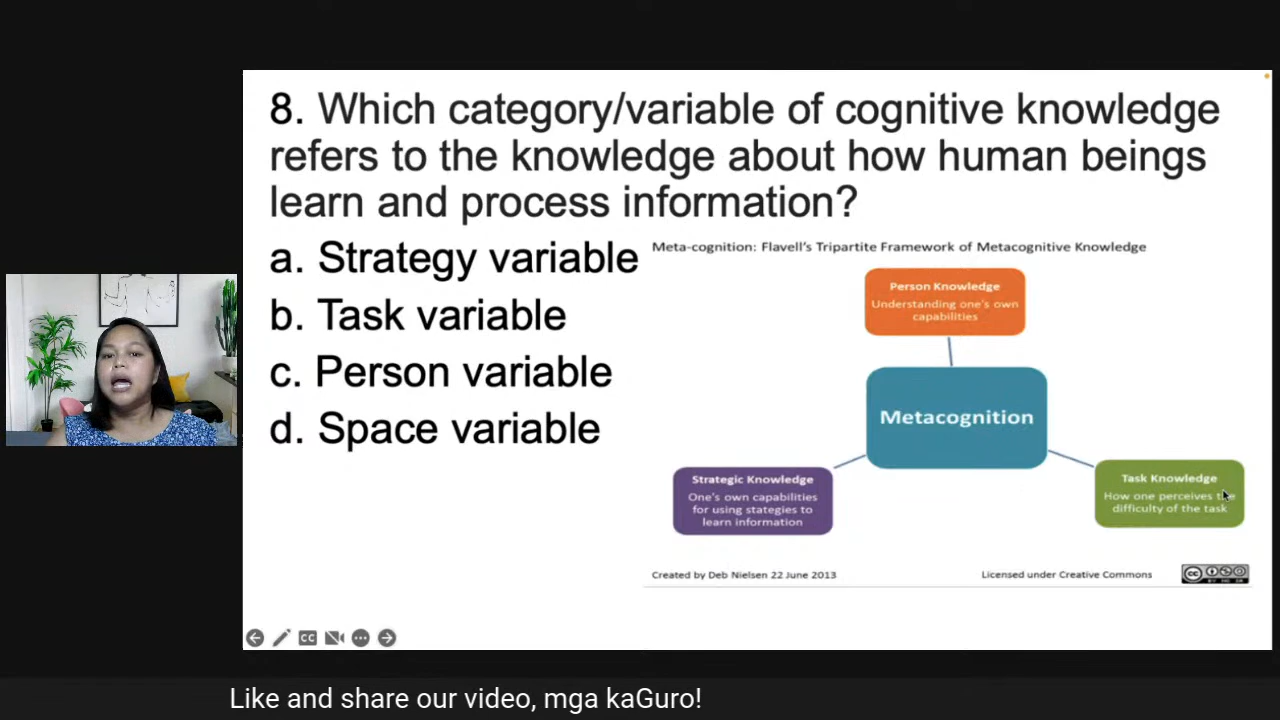 8. Which category/variable of cognitive knowledge
refers to the knowledge about how human beings
learn and process information?
a. Strategy variable
b. Task variable
c. Person variable
d. Space variable
Meta-cognition: Flavell's Tripartite Framework of Metacognitive Knowledge
Person Knowledge
Understanding one's own
capabilities
Metacognition
Strategic Knowledge
One's own capabilities
for using stategies to
learn information
Task Knowledge
How one perceives the
difficulty of the task
Created by Deb Nielsen 22 June 2013
Licensed under Creative Commons
CC
Like and share our video, mga kaGuro!